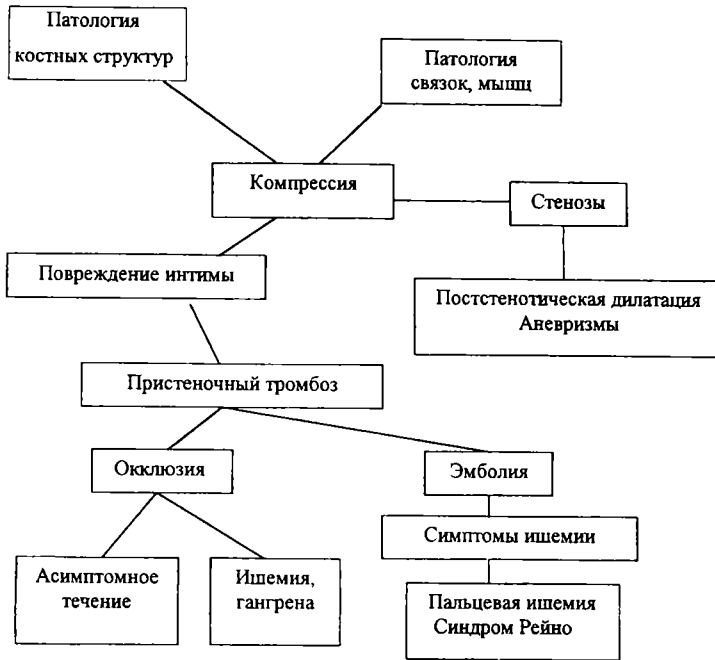 Патология
костных структур
Патология
связок, мышц
Компрессия
Стенозы
Повреждение интимы
Постстенотическая дилатация
Аневризмы
Пристеночный тромбоз
Окклюзия
Эмболия
Симптомы ишемии
Асимптомное
течение
Ишемия,
гангрена
Пальцевая ишемия
Синдром Рейно